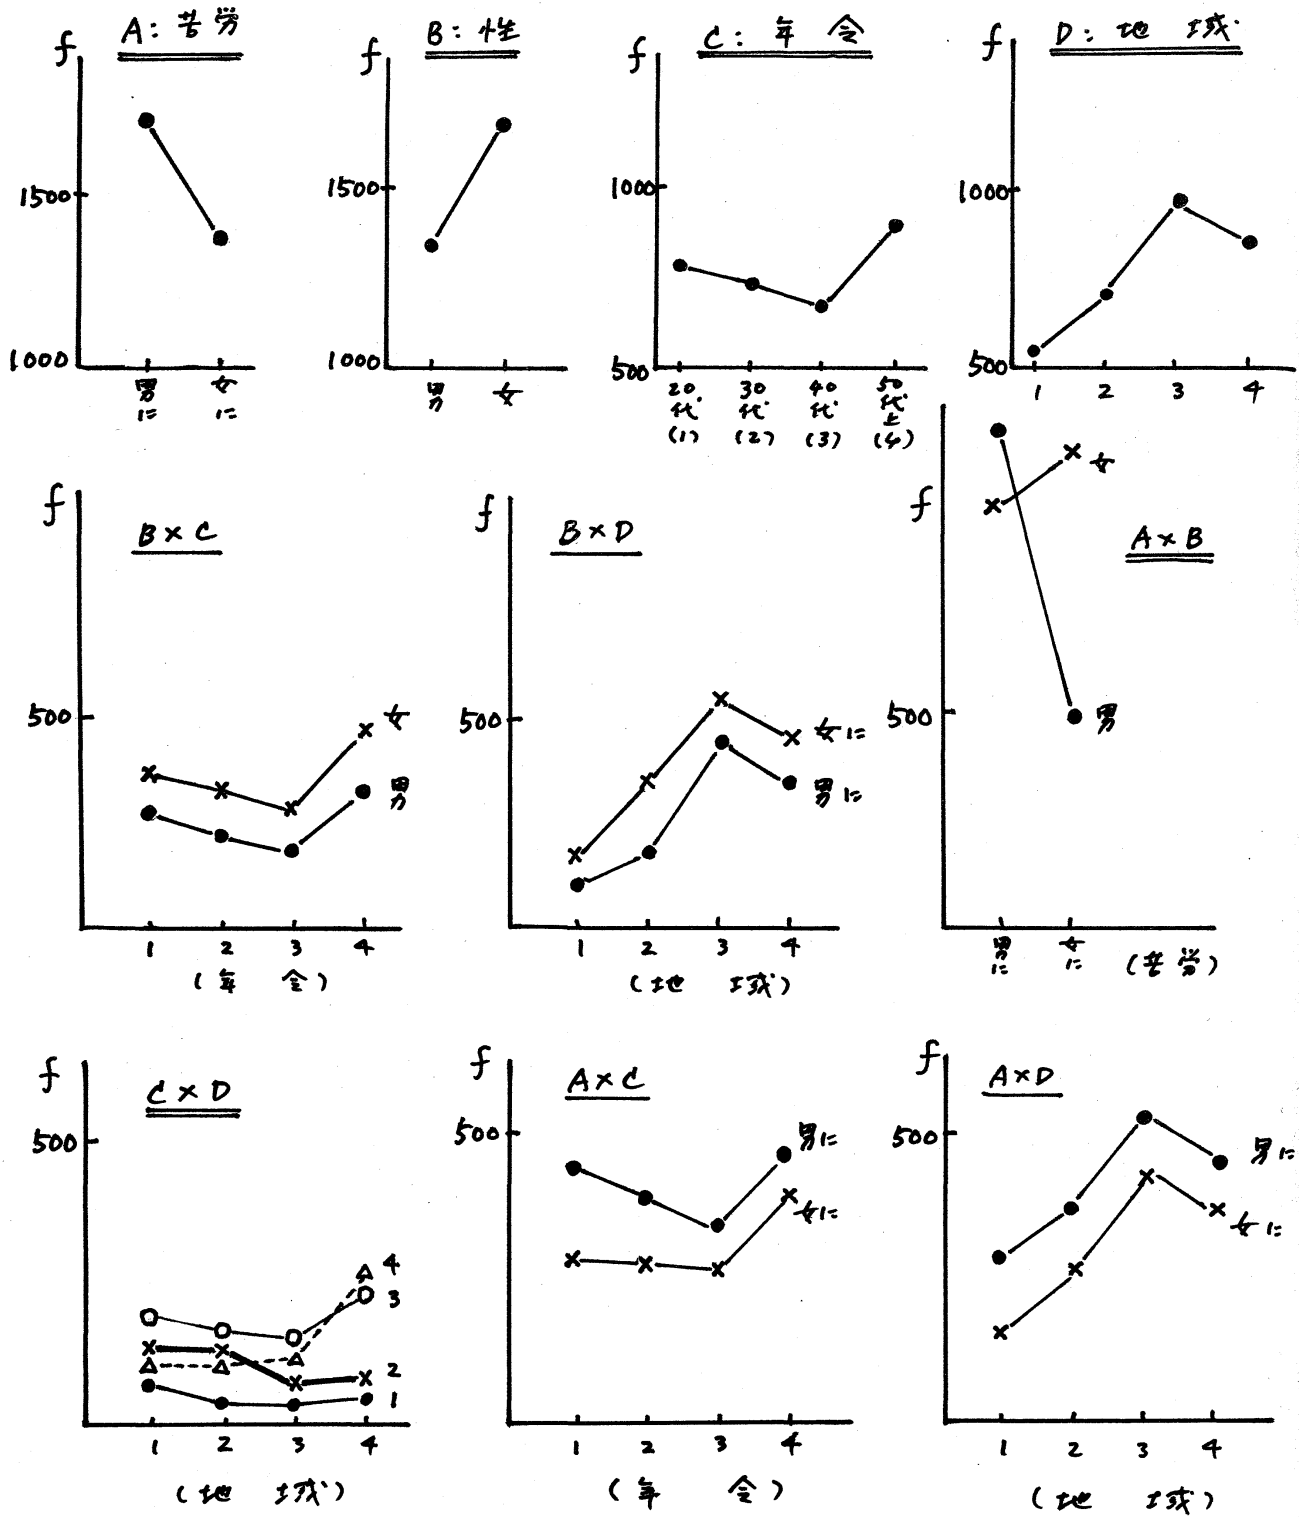 A: 苦労
f
1500
1000
男に 女に
B: 性
f
1500
1000
男 女
C: 年令
f
1000
500
20代(1) 30代(2) 40代(3) 50代上(4)
D: 地域
f
1000
500
1 2 3 4
B×C
f
500
女
男
1 2 3 4
(年令)
B×D
f
500
女に
男に
1 2 3 4
(地域)
A×B
f
女
500
男
男に 女に (苦労)
C×D
f
500
4
3
2
1
1 2 3 4
(地域)
A×C
f
500
男に
女に
1 2 3 4
(年令)
A×D
f
500
男に
女に
1 2 3 4
(地域)